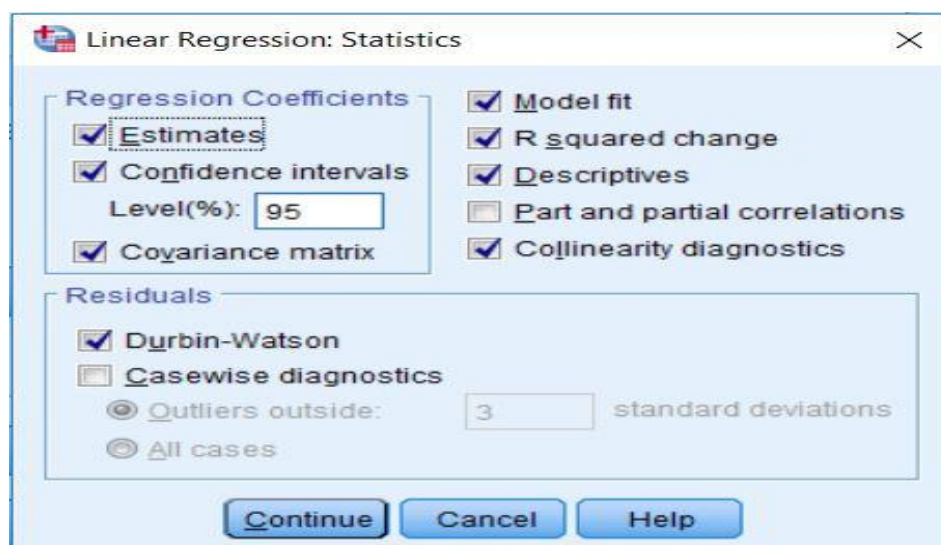 Linear Regression: Statistics
Regression Coefficients
Estimates
Confidence intervals
Level(%): 95
Covariance matrix
Model fit
R squared change
Descriptives
Part and partial correlations
Collinearity diagnostics
Residuals
Durbin-Watson
Casewise diagnostics
Outliers outside: 3 standard deviations
All cases
Continue Cancel Help